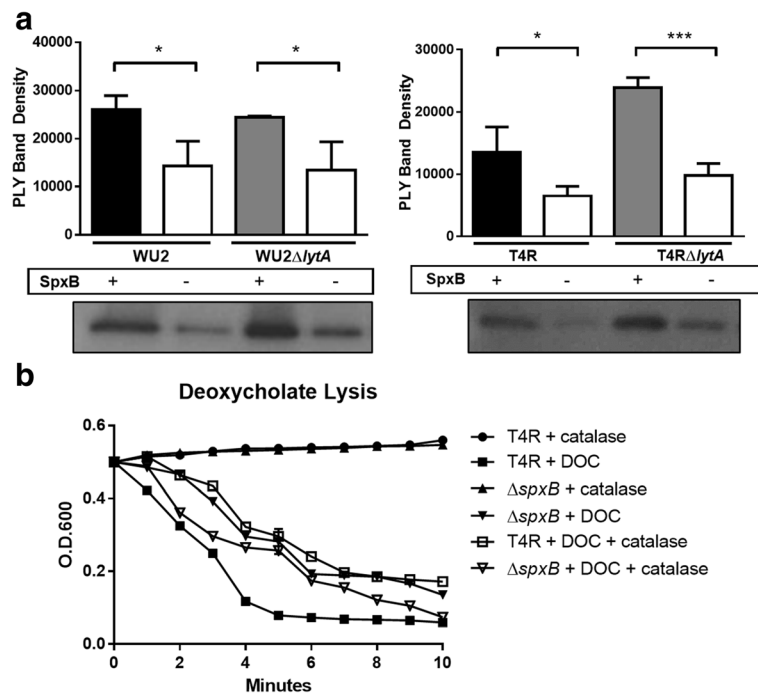 a
40000
30000
20000
10000
0
PLY Band Density
*
*
WU2
WU2ΔlytA
SpxB
+ - + -
30000
20000
10000
0
PLY Band Density
*
***
T4R
T4RΔlytA
SpxB
+ - + -
b
Deoxycholate Lysis
0.6
0.4
0.2
0.0
O.D.600
0 2 4 6 8 10
Minutes
T4R + catalase
T4R + DOC
ΔspxB + catalase
ΔspxB + DOC
T4R + DOC + catalase
ΔspxB + DOC + catalase